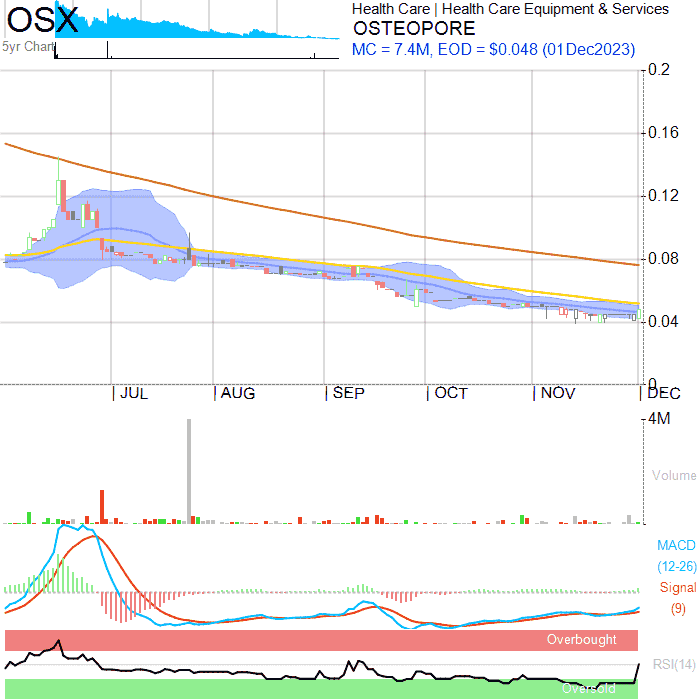 OSX
5yr Chart
Health Care | Health Care Equipment & Services
OSTEOPORE
MC = 7.4M, EOD = $0.048 (01Dec2023)
0.2
0.16
0.12
0.08
0.04
0
JUL AUG SEP OCT NOV DEC
4M
Volume
MACD
(12-26)
Signal
(9)
Overbought
RSI(14)
Oversold